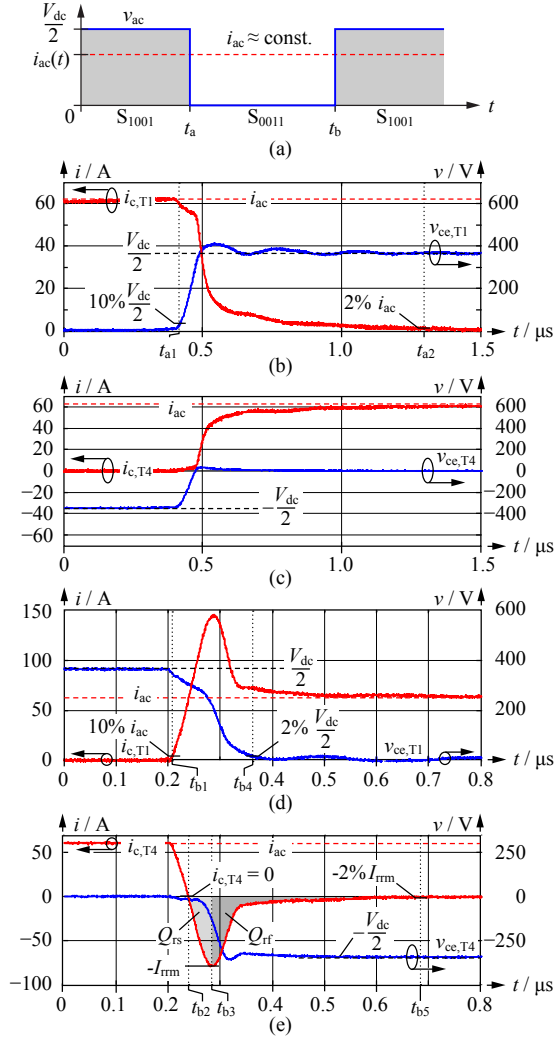 V_dc/2
v_ac
i_ac ≈ const.
i_ac(t)
0 S_1001 t_a S_0011 t_b S_1001 t
(a)
i / A v / V
60 i_c,T1 i_ac 600
V_dc/2 v_ce,T1
40 400
20 10% V_dc/2 2% i_ac 200
0 0
0 t_a1 0.5 1.0 t_a2 1.5
t / µs
(b)
i / A v / V
60 i_ac 600
40 400
20 200
0 i_c,T4 v_ce,T4 0
−20 −200
−40 −V_dc/2 −400
−60
0 0.5 1.0 1.5
t / µs
(c)
i / A v / V
150 600
100 V_dc/2 400
i_ac
50 10% i_ac 2% V_dc/2 200
0 i_c,T1 v_ce,T1 0
0 0.1 0.2 t_b1 0.3 t_b4 0.4 0.5 0.6 0.7 0.8
t / µs
(d)
i / A v / V
50 i_c,T4 i_ac 250
i_c,T4 = 0 -2% I_rrm
0 0
−50 Q_rs Q_rf −V_dc/2 v_ce,T4 −250
-I_rrm
−100
0 0.1 0.2 t_b2 t_b3 0.3 0.4 0.5 0.6 t_b5 0.7 0.8
t / µs
(e)